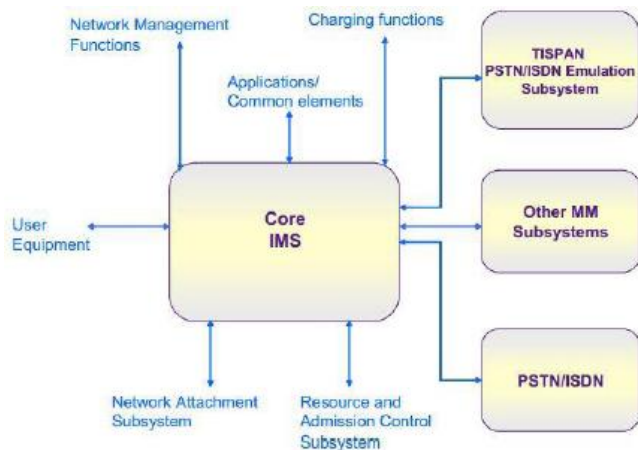 Network Management
Functions
Charging functions
Applications/
Common elements
TISPAN
PSTN/ISDN Emulation
Subsystem
User
Equipment
Core
IMS
Other MM
Subsystems
Network Attachment
Subsystem
Resource and
Admission Control
Subsystem
PSTN/ISDN